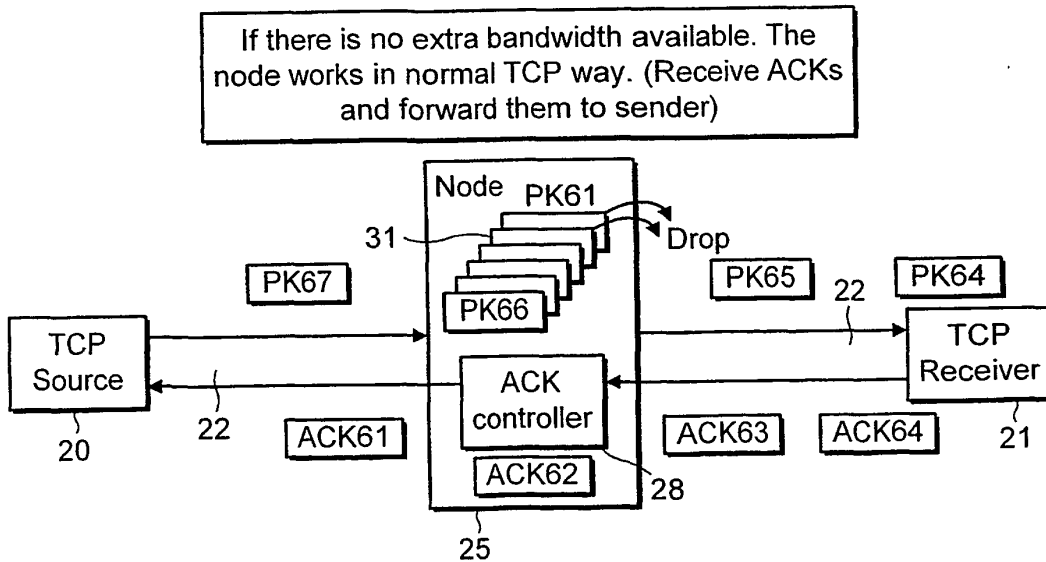 If there is no extra bandwidth available. The
node works in normal TCP way. (Receive ACKs
and forward them to sender)
Node
PK61
31
Drop
PK67
PK65
PK64
PK66
22
TCP
Source
ACK
controller
TCP
Receiver
22
20
ACK61
ACK62
ACK63
ACK64
28
21
25